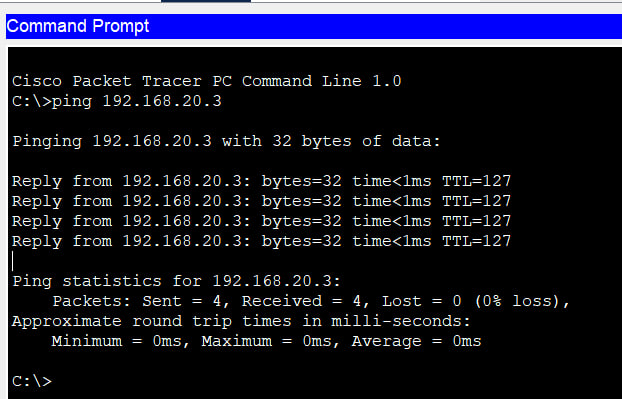 Command Prompt
Cisco Packet Tracer PC Command Line 1.0
C:\>ping 192.168.20.3
Pinging 192.168.20.3 with 32 bytes of data:
Reply from 192.168.20.3: bytes=32 time<1ms TTL=127
Reply from 192.168.20.3: bytes=32 time<1ms TTL=127
Reply from 192.168.20.3: bytes=32 time<1ms TTL=127
Reply from 192.168.20.3: bytes=32 time<1ms TTL=127
Ping statistics for 192.168.20.3:
Packets: Sent = 4, Received = 4, Lost = 0 (0% loss),
Approximate round trip times in milli-seconds:
Minimum = 0ms, Maximum = 0ms, Average = 0ms
C:\>